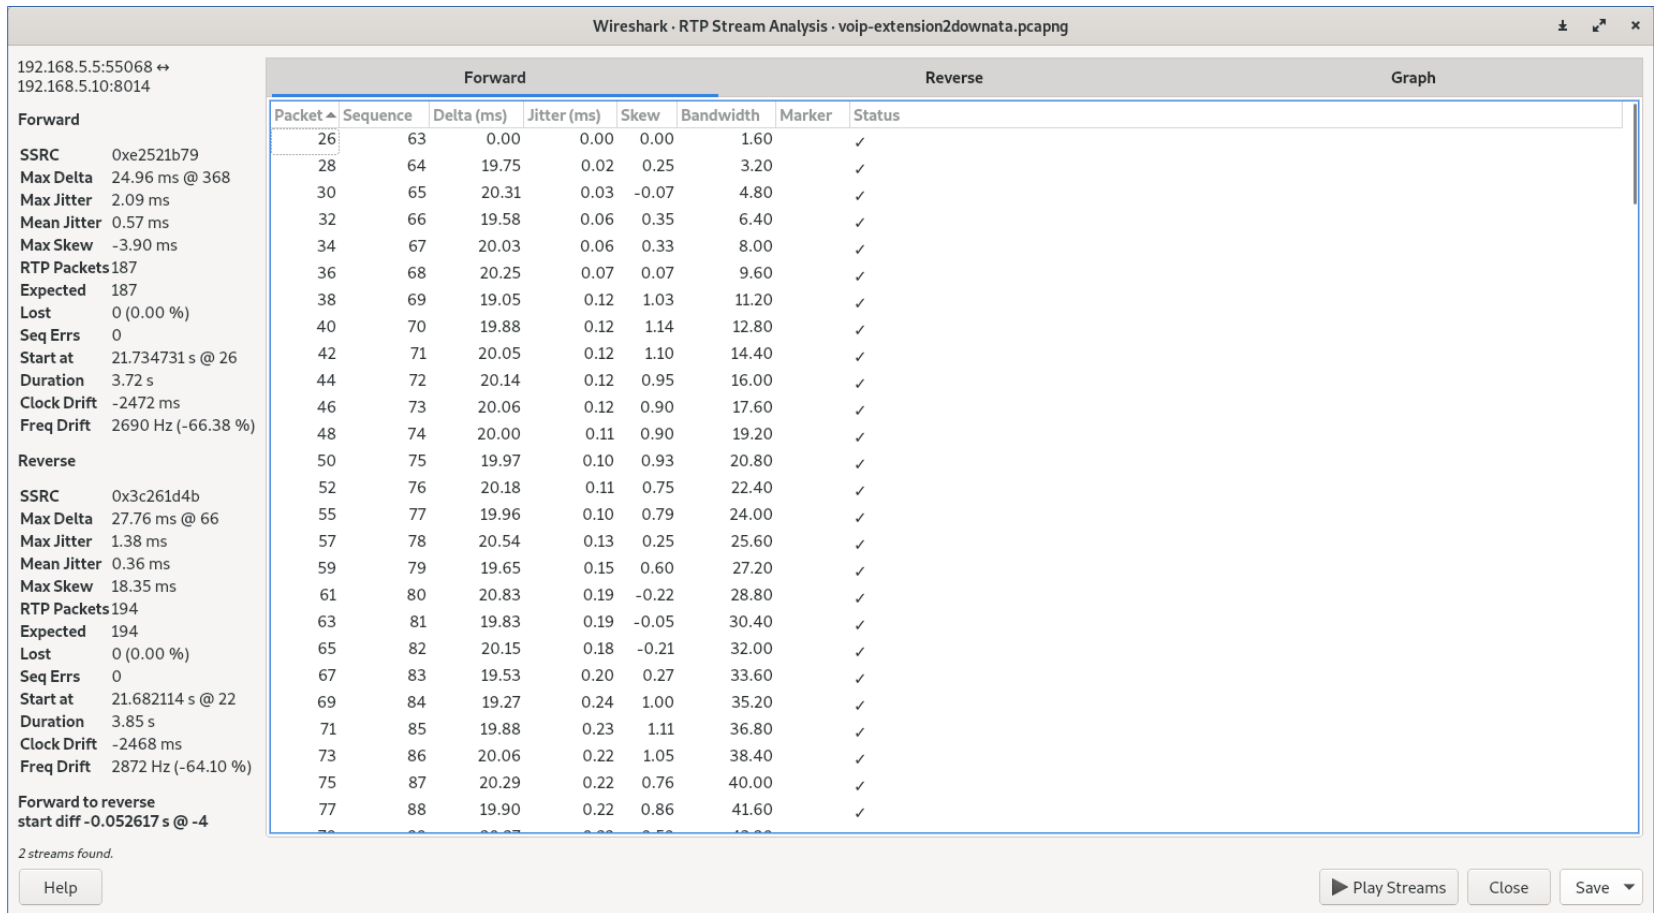 Wireshark · RTP Stream Analysis · voip-extension2downata.pcapng
192.168.5.5:55068 ↔
192.168.5.10:8014
Forward
SSRC 0xe2521b79
Max Delta 24.96 ms @ 368
Max Jitter 2.09 ms
Mean Jitter 0.57 ms
Max Skew -3.90 ms
RTP Packets 187
Expected 187
Lost 0 (0.00 %)
Seq Errs 0
Start at 21.734731 s @ 26
Duration 3.72 s
Clock Drift -2472 ms
Freq Drift 2690 Hz (-66.38 %)
Reverse
SSRC 0x3c261d4b
Max Delta 27.76 ms @ 66
Max Jitter 1.38 ms
Mean Jitter 0.36 ms
Max Skew 18.35 ms
RTP Packets 194
Expected 194
Lost 0 (0.00 %)
Seq Errs 0
Start at 21.682114 s @ 22
Duration 3.85 s
Clock Drift -2468 ms
Freq Drift 2872 Hz (-64.10 %)
Forward to reverse
start diff -0.052617 s @ -4
Forward Reverse Graph
Packet Sequence Delta (ms) Jitter (ms) Skew Bandwidth Marker Status
26 63 0.00 0.00 0.00 1.60 ✓
28 64 19.75 0.02 0.25 3.20 ✓
30 65 20.31 0.03 -0.07 4.80 ✓
32 66 19.58 0.06 0.35 6.40 ✓
34 67 20.03 0.06 0.33 8.00 ✓
36 68 20.25 0.07 0.07 9.60 ✓
38 69 19.05 0.12 1.03 11.20 ✓
40 70 19.88 0.12 1.14 12.80 ✓
42 71 20.05 0.12 1.10 14.40 ✓
44 72 20.14 0.12 0.95 16.00 ✓
46 73 20.06 0.12 0.90 17.60 ✓
48 74 20.00 0.11 0.90 19.20 ✓
50 75 19.97 0.10 0.93 20.80 ✓
52 76 20.18 0.11 0.75 22.40 ✓
55 77 19.96 0.10 0.79 24.00 ✓
57 78 20.54 0.13 0.25 25.60 ✓
59 79 19.65 0.15 0.60 27.20 ✓
61 80 20.83 0.19 -0.22 28.80 ✓
63 81 19.83 0.19 -0.05 30.40 ✓
65 82 20.15 0.18 -0.21 32.00 ✓
67 83 19.53 0.20 0.27 33.60 ✓
69 84 19.27 0.24 1.00 35.20 ✓
71 85 19.88 0.23 1.11 36.80 ✓
73 86 20.06 0.22 1.05 38.40 ✓
75 87 20.29 0.22 0.76 40.00 ✓
77 88 19.90 0.22 0.86 41.60 ✓
2 streams found.
Help Play Streams Close Save